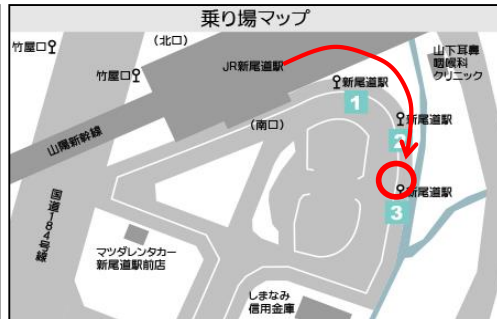 乗り場マップ
竹屋口
(北口)
竹屋口
JR新尾道駅
山下耳鼻
咽喉科
クリニック
新尾道駅
1
新尾道駅
2
(南口)
山陽新幹線
新尾道駅
3
国道184号線
マツダレンタカー
新尾道駅前店
しまなみ
信用金庫